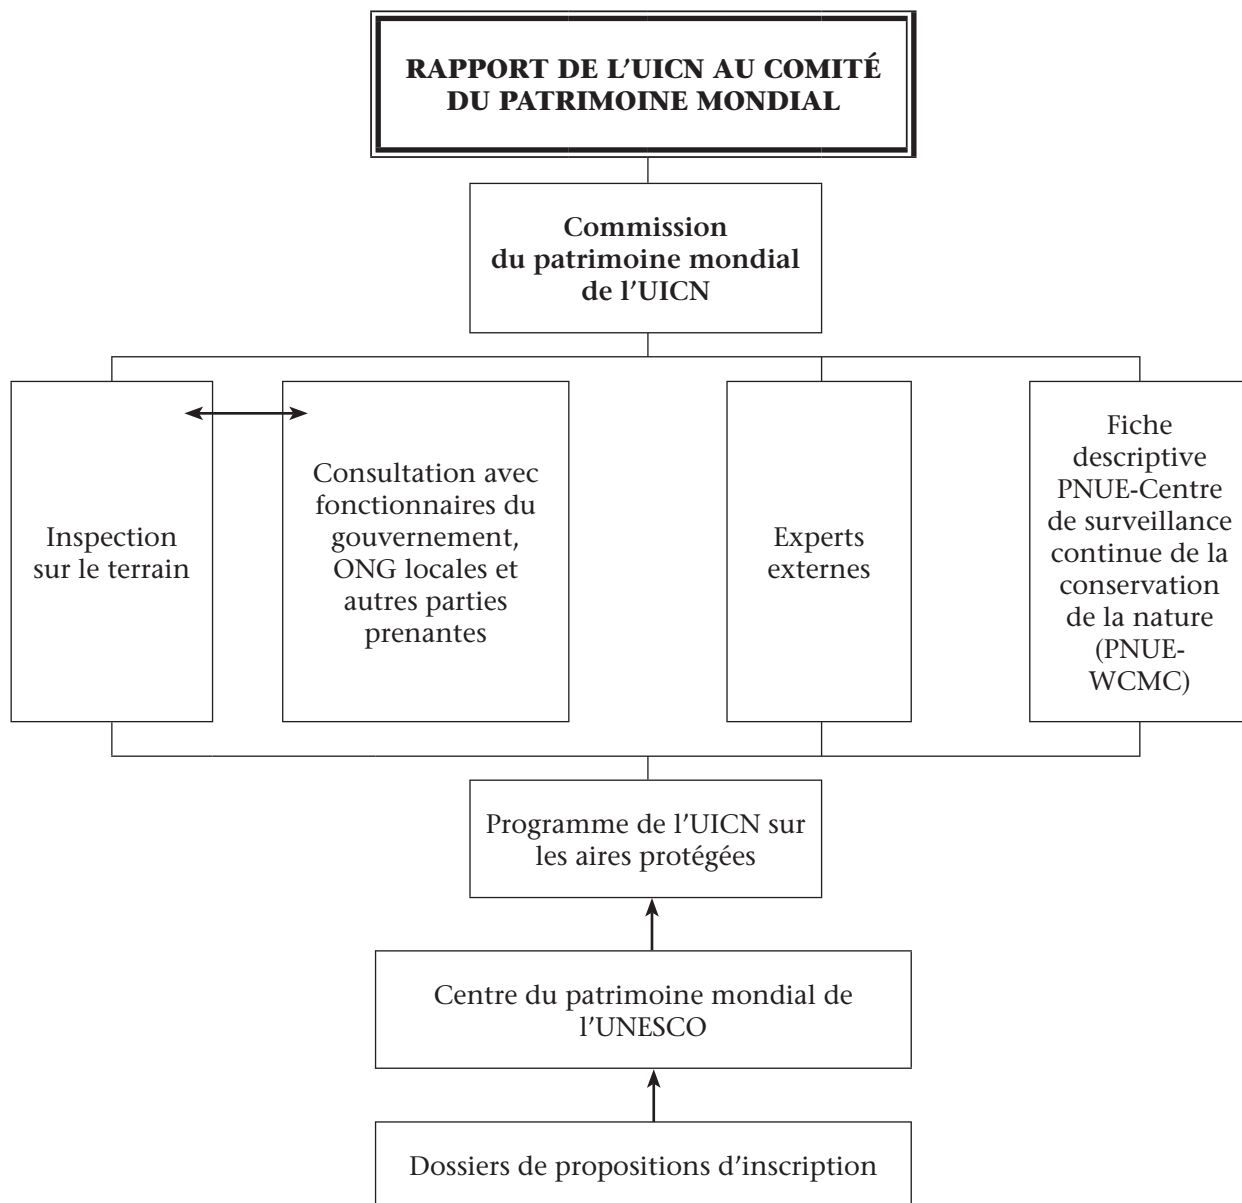 RAPPORT DE L’UICN AU COMITÉ
DU PATRIMOINE MONDIAL
Commission
du patrimoine mondial
de l’UICN
Inspection
sur le terrain
Consultation avec
fonctionnaires du
gouvernement,
ONG locales et
autres parties
prenantes
Experts
externes
Fiche
descriptive
PNUE-Centre
de surveillance
continue de la
conservation
de la nature
(PNUE-
WCMC)
Programme de l’UICN sur
les aires protégées
Centre du patrimoine mondial de
l’UNESCO
Dossiers de propositions d’inscription